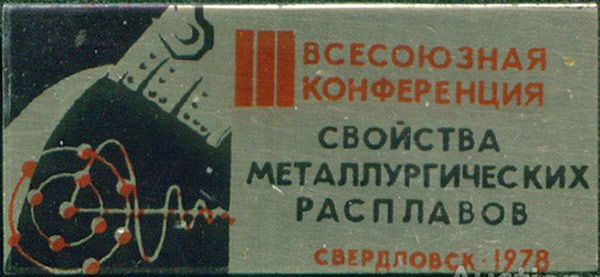 III ВСЕСОЮЗНАЯ
КОНФЕРЕНЦИЯ
СВОЙСТВА
МЕТАЛЛУРГИЧЕСКИХ
РАСПЛАВОВ
СВЕРДЛОВСК·1978